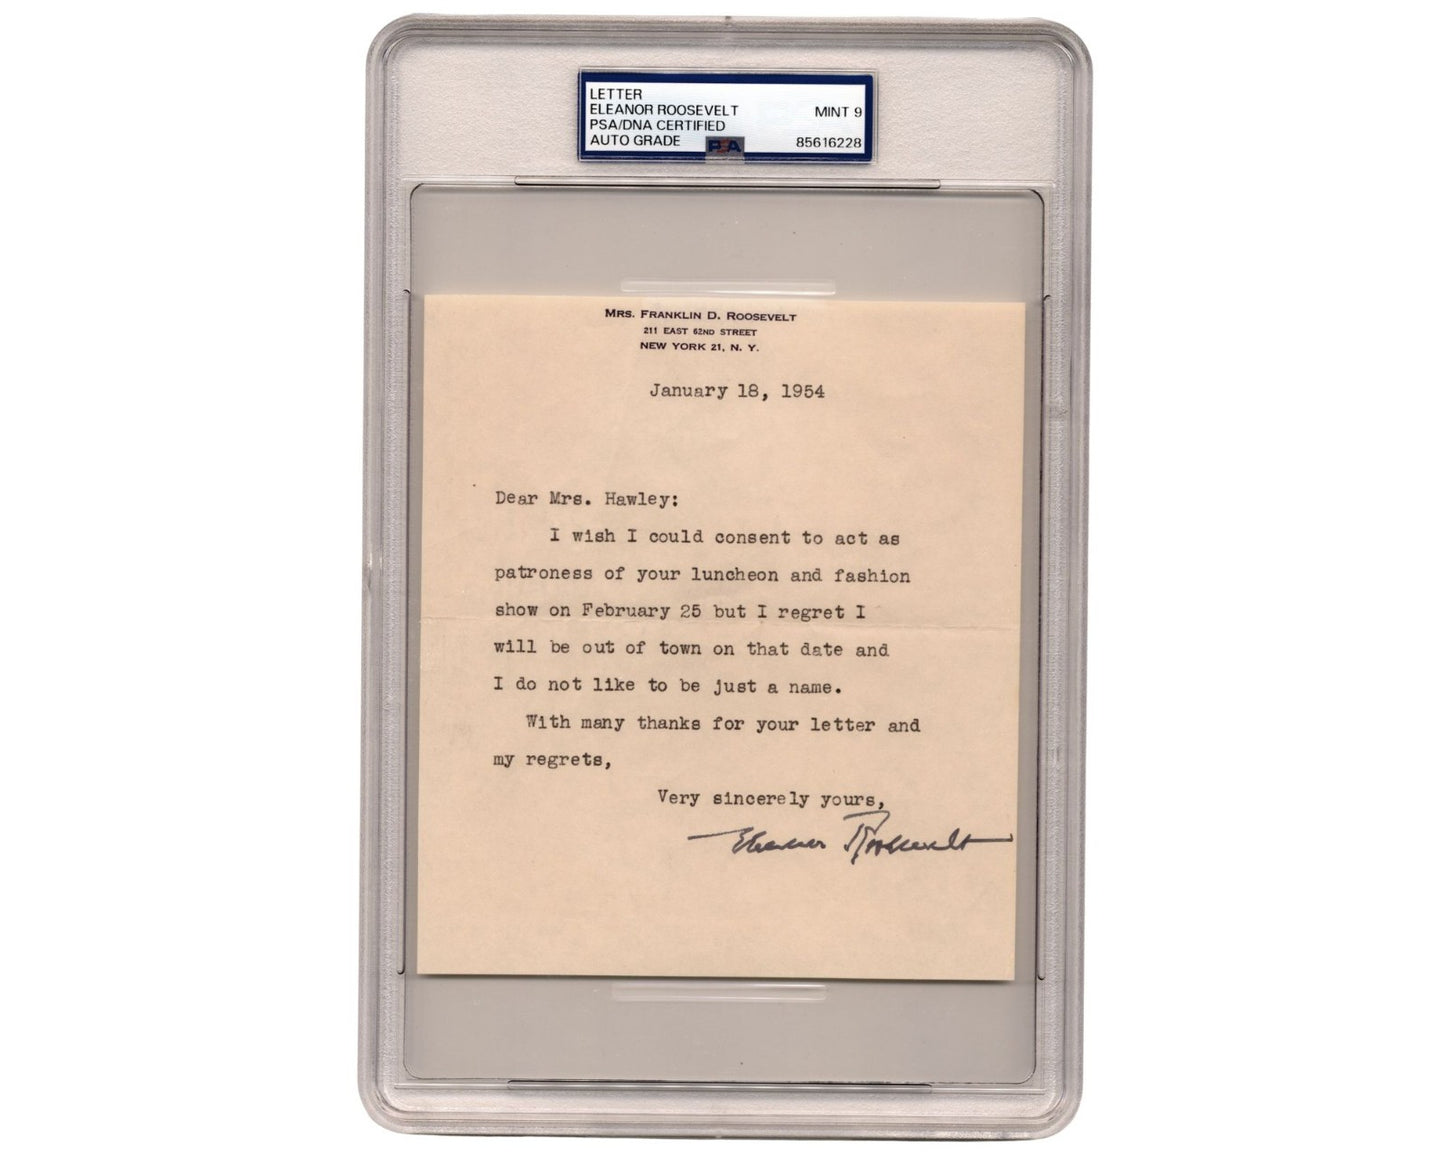 LETTER
ELEANOR ROOSEVELT
PSA/DNA CERTIFIED
AUTO GRADE
MINT 9
85616228
PSA
MRS. FRANKLIN D. ROOSEVELT
211 EAST 62ND STREET
NEW YORK 21, N. Y.
January 18, 1954
Dear Mrs. Hawley:
I wish I could consent to act as
patroness of your luncheon and fashion
show on February 25 but I regret I
will be out of town on that date and
I do not like to be just a name.
With many thanks for your letter and
my regrets,
Very sincerely yours,
Eleanor Roosevelt